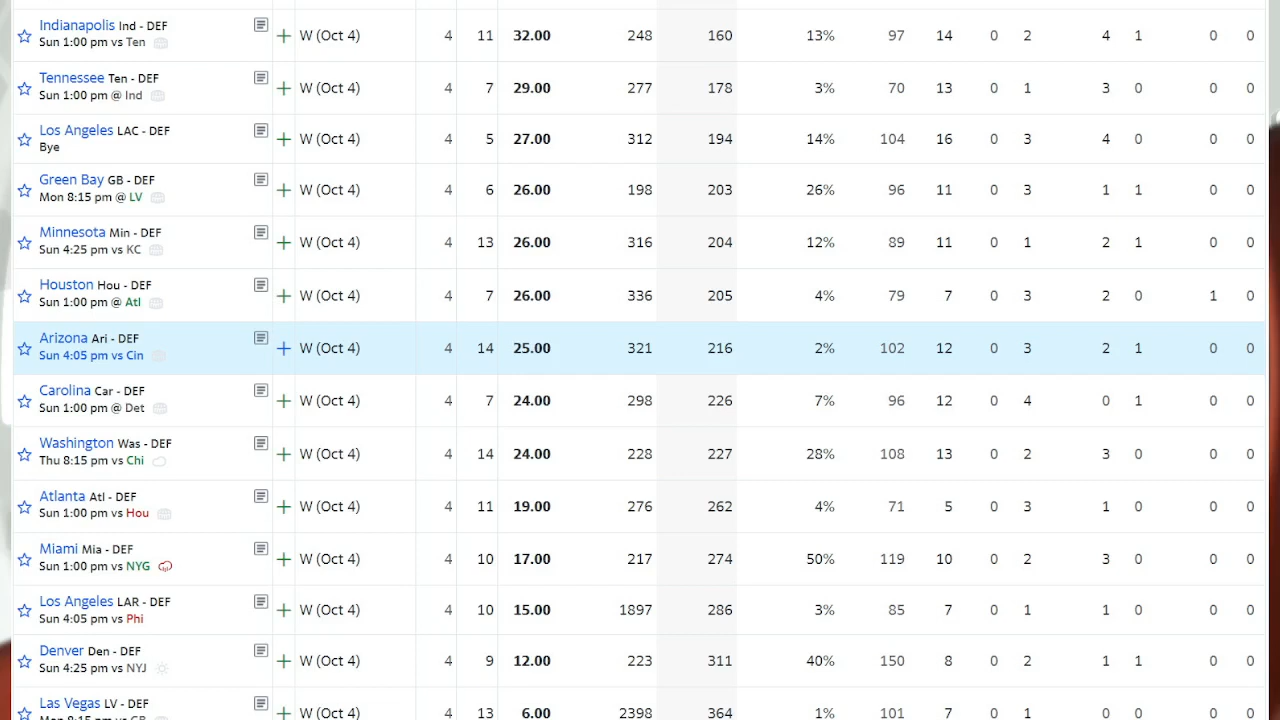 Indianapolis Ind - DEF W (Oct 4) 4 11 32.00 248 160 13% 97 14 0 2 4 1 0 0
Sun 1:00 pm vs Ten
Tennessee Ten - DEF W (Oct 4) 4 7 29.00 277 178 3% 70 13 0 1 3 0 0 0
Sun 1:00 pm @ Ind
Los Angeles LAC - DEF W (Oct 4) 4 5 27.00 312 194 14% 104 16 0 3 4 0 0 0
Bye
Green Bay GB - DEF W (Oct 4) 4 6 26.00 198 203 26% 96 11 0 3 1 1 0 0
Mon 8:15 pm @ LV
Minnesota Min - DEF W (Oct 4) 4 13 26.00 316 204 12% 89 11 0 1 2 1 0 0
Sun 4:25 pm vs KC
Houston Hou - DEF W (Oct 4) 4 7 26.00 336 205 4% 79 7 0 3 2 0 1 0
Sun 1:00 pm @ Atl
Arizona Ari - DEF W (Oct 4) 4 14 25.00 321 216 2% 102 12 0 3 2 1 0 0
Sun 4:05 pm vs Cin
Carolina Car - DEF W (Oct 4) 4 7 24.00 298 226 7% 96 12 0 4 0 1 0 0
Sun 1:00 pm @ Det
Washington Was - DEF W (Oct 4) 4 14 24.00 228 227 28% 108 13 0 2 3 0 0 0
Thu 8:15 pm vs Chi
Atlanta Atl - DEF W (Oct 4) 4 11 19.00 276 262 4% 71 5 0 3 1 0 0 0
Sun 1:00 pm vs Hou
Miami Mia - DEF W (Oct 4) 4 10 17.00 217 274 50% 119 10 0 2 3 0 0 0
Sun 1:00 pm vs NYG
Los Angeles LAR - DEF W (Oct 4) 4 10 15.00 1897 286 3% 85 7 0 1 1 0 0 0
Sun 4:05 pm vs Phi
Denver Den - DEF W (Oct 4) 4 9 12.00 223 311 40% 150 8 0 2 1 1 0 0
Sun 4:25 pm vs NYJ
Las Vegas LV - DEF W (Oct 4) 4 13 6.00 2398 364 1% 101 7 0 1 0 0 0 0
Mon 8:15 pm vs GB